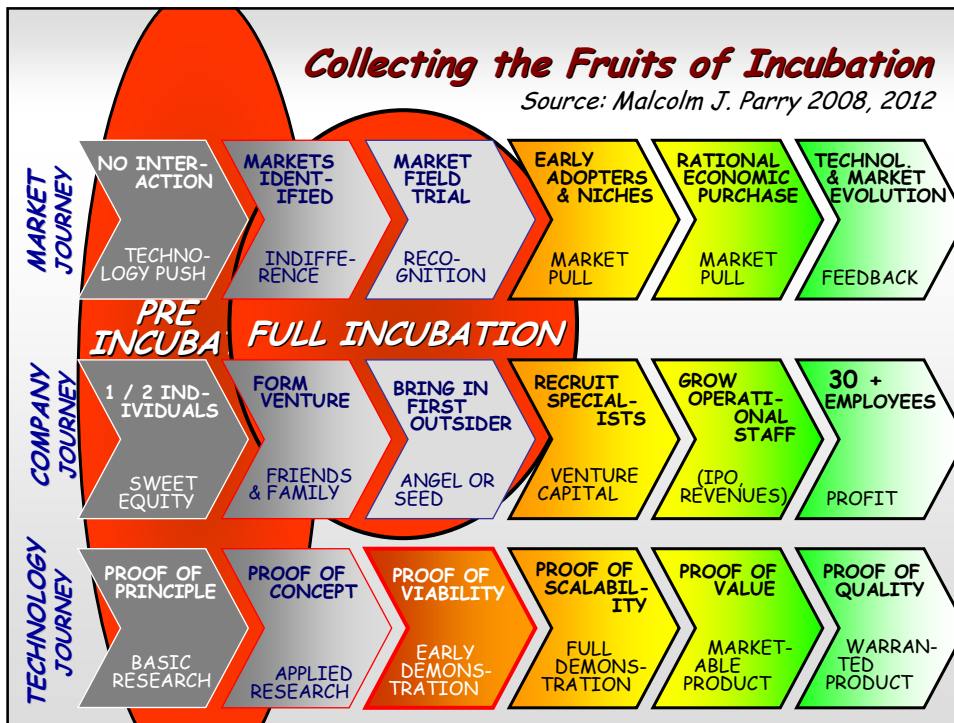 Collecting the Fruits of Incubation
Source: Malcolm J. Parry 2008, 2012
MARKET
JOURNEY
NO INTER-
ACTION
TECHNO-
LOGY PUSH
MARKETS
IDENT-
IFIED
INDIFFE-
RENCE
MARKET
FIELD
TRIAL
RECO-
GNITION
EARLY
ADOPTERS
& NICHES
MARKET
PULL
RATIONAL
ECONOMIC
PURCHASE
MARKET
PULL
TECHNOL.
& MARKET
EVOLUTION
FEEDBACK
PRE
INCUBAT
FULL INCUBATION
COMPANY
JOURNEY
1 / 2 IND-
IVIDUALS
SWEET
EQUITY
FORM
VENTURE
FRIENDS
& FAMILY
BRING IN
FIRST
OUTSIDER
ANGEL OR
SEED
RECRUIT
SPECIAL-
ISTS
VENTURE
CAPITAL
GROW
OPERATI-
ONAL
STAFF
(IPO,
REVENUES)
30 +
EMPLOYEES
PROFIT
TECHNOLOGY
JOURNEY
PROOF OF
PRINCIPLE
BASIC
RESEARCH
PROOF OF
CONCEPT
APPLIED
RESEARCH
PROOF OF
VIABILITY
EARLY
DEMONS-
TRATION
PROOF OF
SCALABIL-
ITY
FULL
DEMONS-
TRATION
PROOF OF
VALUE
MARKET-
ABLE
PRODUCT
PROOF OF
QUALITY
WARRAN-
TED
PRODUCT